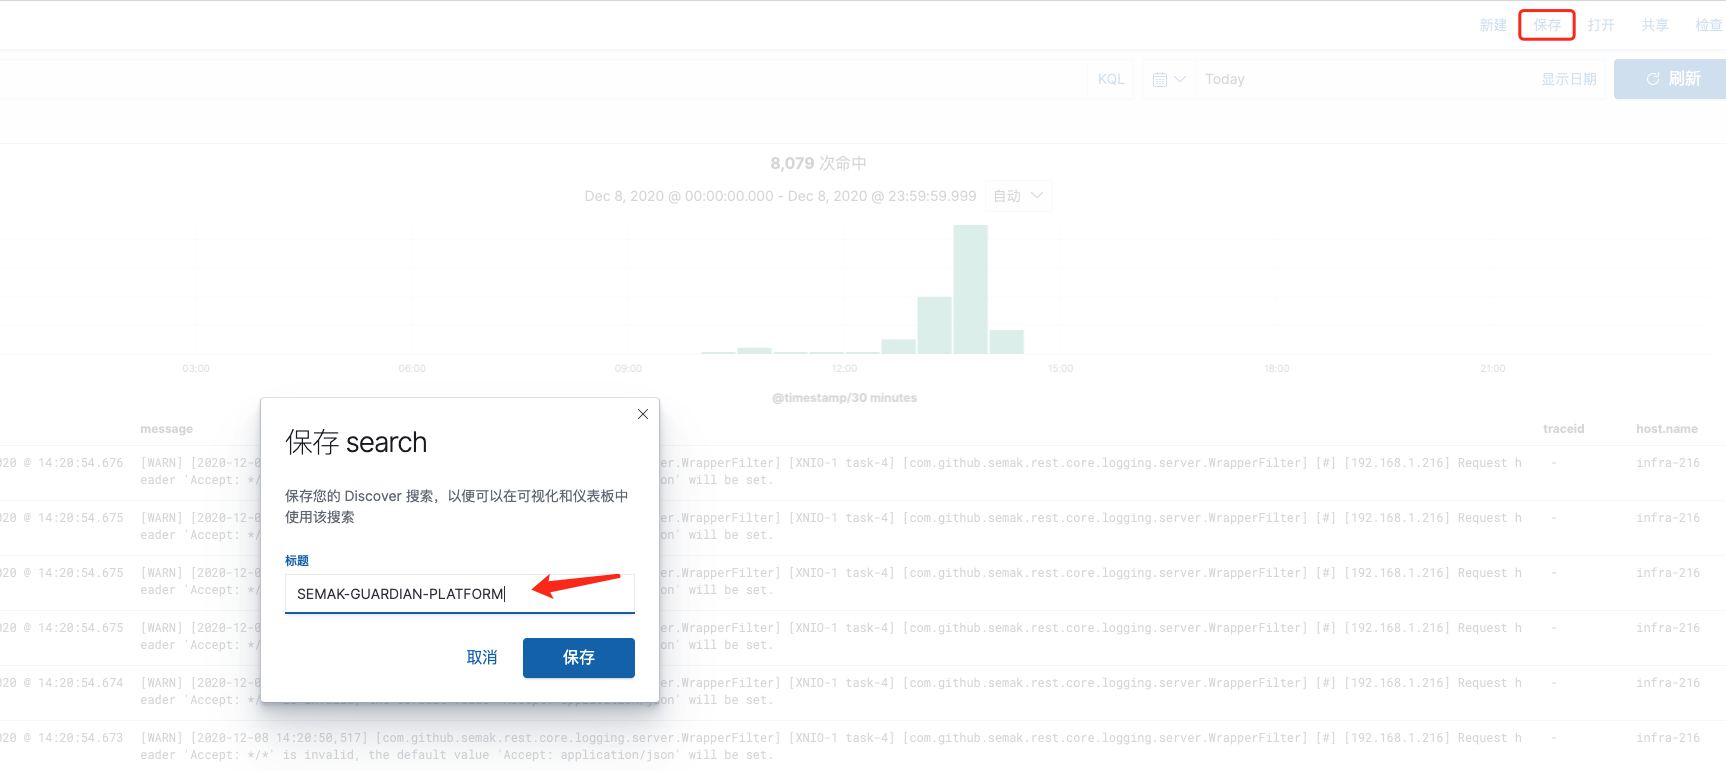 新建 保存 打开 共享 检查
KQL Today 显示日期 刷新
8,079 次命中
Dec 8, 2020 @ 00:00:00.000 - Dec 8, 2020 @ 23:59:59.999 自动
03:00 06:00 09:00 12:00 15:00 18:00 21:00
@timestamp/30 minutes
message traceid host.name
020 @ 14:20:54.676 [WARN] [2020-12-0 er.WrapperFilter] [XNIO-1 task-4] [com.github.semak.rest.core.logging.server.WrapperFilter] [#] [192.168.1.216] Request h - infra-216
eader 'Accept: */ on' will be set.
020 @ 14:20:54.675 [WARN] [2020-12-0 er.WrapperFilter] [XNIO-1 task-4] [com.github.semak.rest.core.logging.server.WrapperFilter] [#] [192.168.1.216] Request h - infra-216
eader 'Accept: */ on' will be set.
020 @ 14:20:54.675 [WARN] [2020-12-0 er.WrapperFilter] [XNIO-1 task-4] [com.github.semak.rest.core.logging.server.WrapperFilter] [#] [192.168.1.216] Request h - infra-216
eader 'Accept: */ on' will be set.
020 @ 14:20:54.675 [WARN] [2020-12-0 er.WrapperFilter] [XNIO-1 task-4] [com.github.semak.rest.core.logging.server.WrapperFilter] [#] [192.168.1.216] Request h - infra-216
eader 'Accept: */ on' will be set.
020 @ 14:20:54.674 [WARN] [2020-12-0 er.WrapperFilter] [XNIO-1 task-4] [com.github.semak.rest.core.logging.server.WrapperFilter] [#] [192.168.1.216] Request h - infra-216
eader 'Accept: */ json' will be set.
020 @ 14:20:54.673 [WARN] [2020-12-08 14:20:50,517] [com.github.semak.rest.core.logging.server.WrapperFilter] [XNIO-1 task-4] [com.github.semak.rest.core.logging.server.WrapperFilter] [#] [192.168.1.216] Request h - infra-216
eader 'Accept: */*' is invalid, the default value 'Accept: application/json' will be set.
保存 search
保存您的 Discover 搜索，以便可以在可视化和仪表板中
使用该搜索
标题
SEMAK-GUARDIAN-PLATFORM
取消 保存